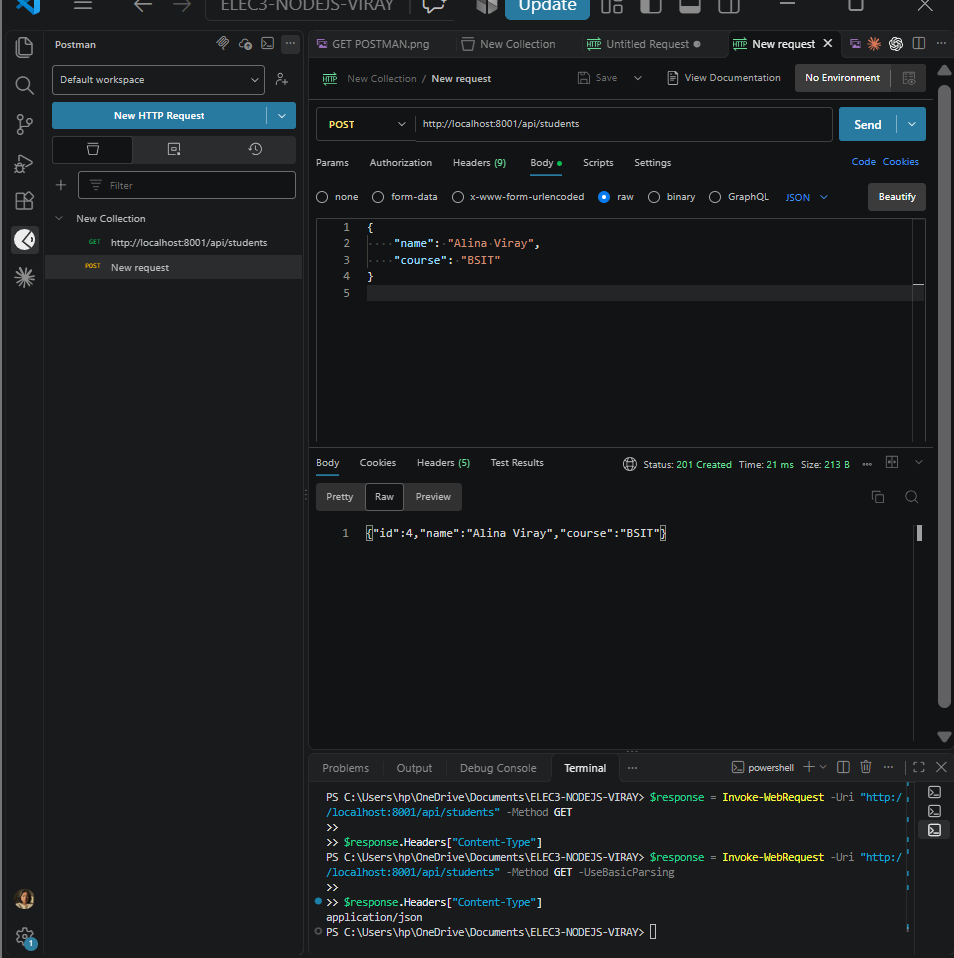 ELEC3-NODEJS-VIRAY
Update
Postman
Default workspace
New HTTP Request
Filter
New Collection
GET http://localhost:8001/api/students
POST New request
GET POSTMAN.png
New Collection
Untitled Request
New request
New Collection / New request
Save
View Documentation
No Environment
POST
http://localhost:8001/api/students
Send
Params
Authorization
Headers (9)
Body
Scripts
Settings
Code
Cookies
none
form-data
x-www-form-urlencoded
raw
binary
GraphQL
JSON
Beautify
1 {
2 ····"name": "Alina Viray",
3 ····"course": "BSIT"
4 }
5
Body
Cookies
Headers (5)
Test Results
Status: 201 Created Time: 21 ms Size: 213 B
Pretty
Raw
Preview
1 {"id":4,"name":"Alina Viray","course":"BSIT"}
Problems
Output
Debug Console
Terminal
powershell
PS C:\Users\hp\OneDrive\Documents\ELEC3-NODEJS-VIRAY> $response = Invoke-WebRequest -Uri "http:/
/localhost:8001/api/students" -Method GET
>>
>> $response.Headers["Content-Type"]
PS C:\Users\hp\OneDrive\Documents\ELEC3-NODEJS-VIRAY> $response = Invoke-WebRequest -Uri "http:/
/localhost:8001/api/students" -Method GET -UseBasicParsing
>>
>> $response.Headers["Content-Type"]
application/json
PS C:\Users\hp\OneDrive\Documents\ELEC3-NODEJS-VIRAY>
1